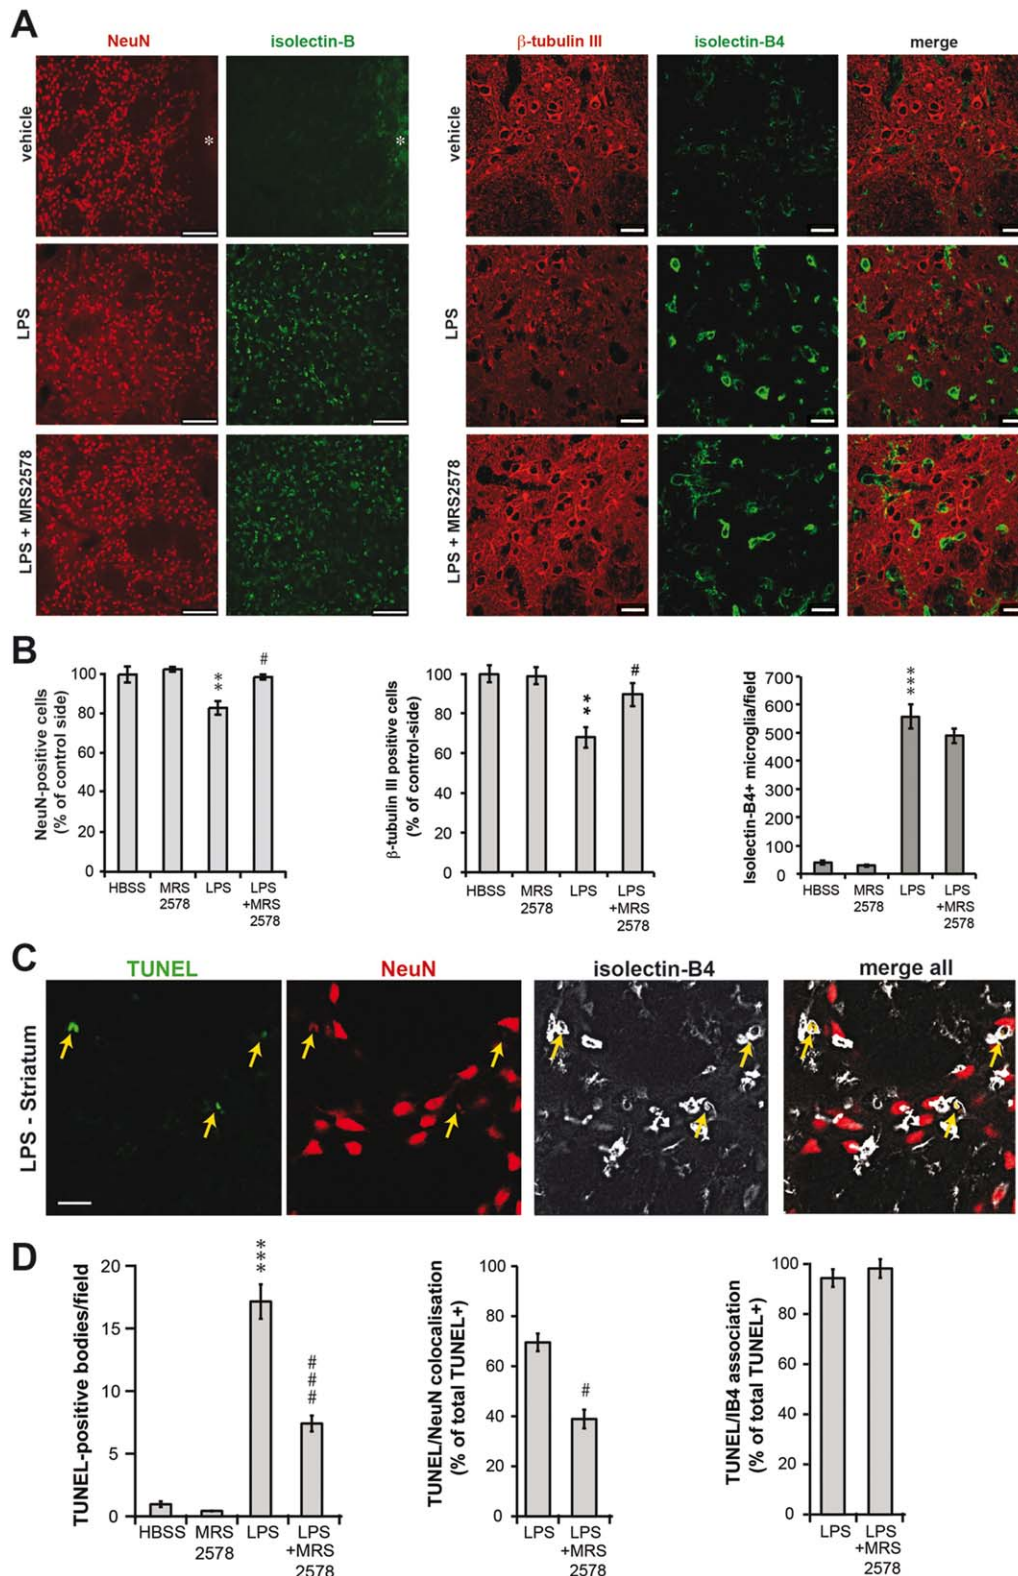 A
NeuN
isolectin-B
β-tubulin III
isolectin-B4
merge
vehicle
*
*
vehicle
LPS
LPS
LPS + MRS2578
LPS + MRS2578
B
NeuN-positive cells
(% of control side)
100
80
60
40
20
0
**
#
HBSS
MRS
2578
LPS
LPS
+MRS
2578
β-tubulin III positive cells
(% of control-side)
100
80
60
40
20
0
**
#
HBSS
MRS
2578
LPS
LPS
+MRS
2578
Isolectin-B4+ microglia/field
700
600
500
400
300
200
100
0
***
HBSS
MRS
2578
LPS
LPS
+MRS
2578
C
TUNEL
NeuN
isolectin-B4
merge all
LPS - Striatum
D
TUNEL-positive bodies/field
20
15
10
5
0
***
###
HBSS
MRS
2578
LPS
LPS
+MRS
2578
TUNEL/NeuN colocalisation
(% of total TUNEL+)
100
80
60
40
20
0
#
LPS
LPS
+MRS
2578
TUNEL/IB4 association
(% of total TUNEL+)
100
80
60
40
20
0
LPS
LPS
+MRS
2578